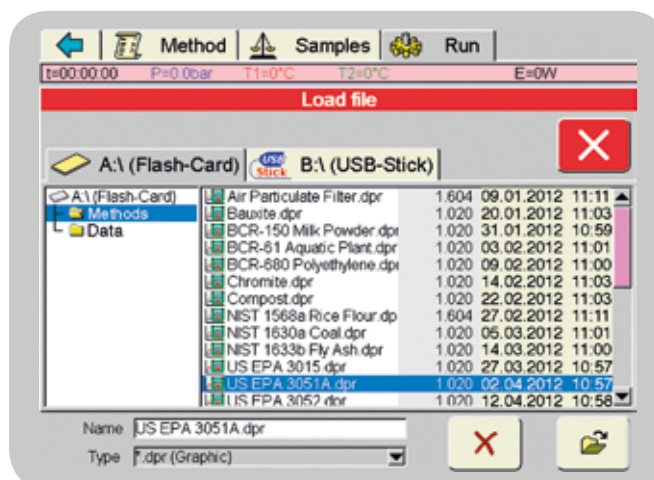 Method Samples Run
t=00:00:00 P=0.0bar T1=0°C T2=0°C E=0W
Load file
A:\ (Flash-Card) USB Stick B:\ (USB-Stick)
A:\ (Flash-Card)
Methods
Data
Air Particulate Filter.dpr 1.604 09.01.2012 11:11
Bauxite.dpr 1.020 20.01.2012 11:03
BCR-150 Milk Powder.dpr 1.020 31.01.2012 10:59
BCR-61 Aquatic Plant.dpr 1.020 03.02.2012 11:01
BCR-680 Polyethylene.dpr 1.020 09.02.2012 11:00
Chromite.dpr 1.020 14.02.2012 11:03
Compost.dpr 1.020 22.02.2012 11:03
NIST 1568a Rice Flour.dp 1.604 27.02.2012 11:11
NIST 1630a Coal.dpr 1.020 05.03.2012 11:01
NIST 1633b Fly Ash.dpr 1.020 14.03.2012 11:00
US EPA 3015.dpr 1.020 27.03.2012 10:57
US EPA 3051A.dpr 1.020 02.04.2012 10:57
US EPA 3052.dpr 1.020 12.04.2012 10:58
Name US EPA 3051A.dpr
Type *.dpr (Graphic)